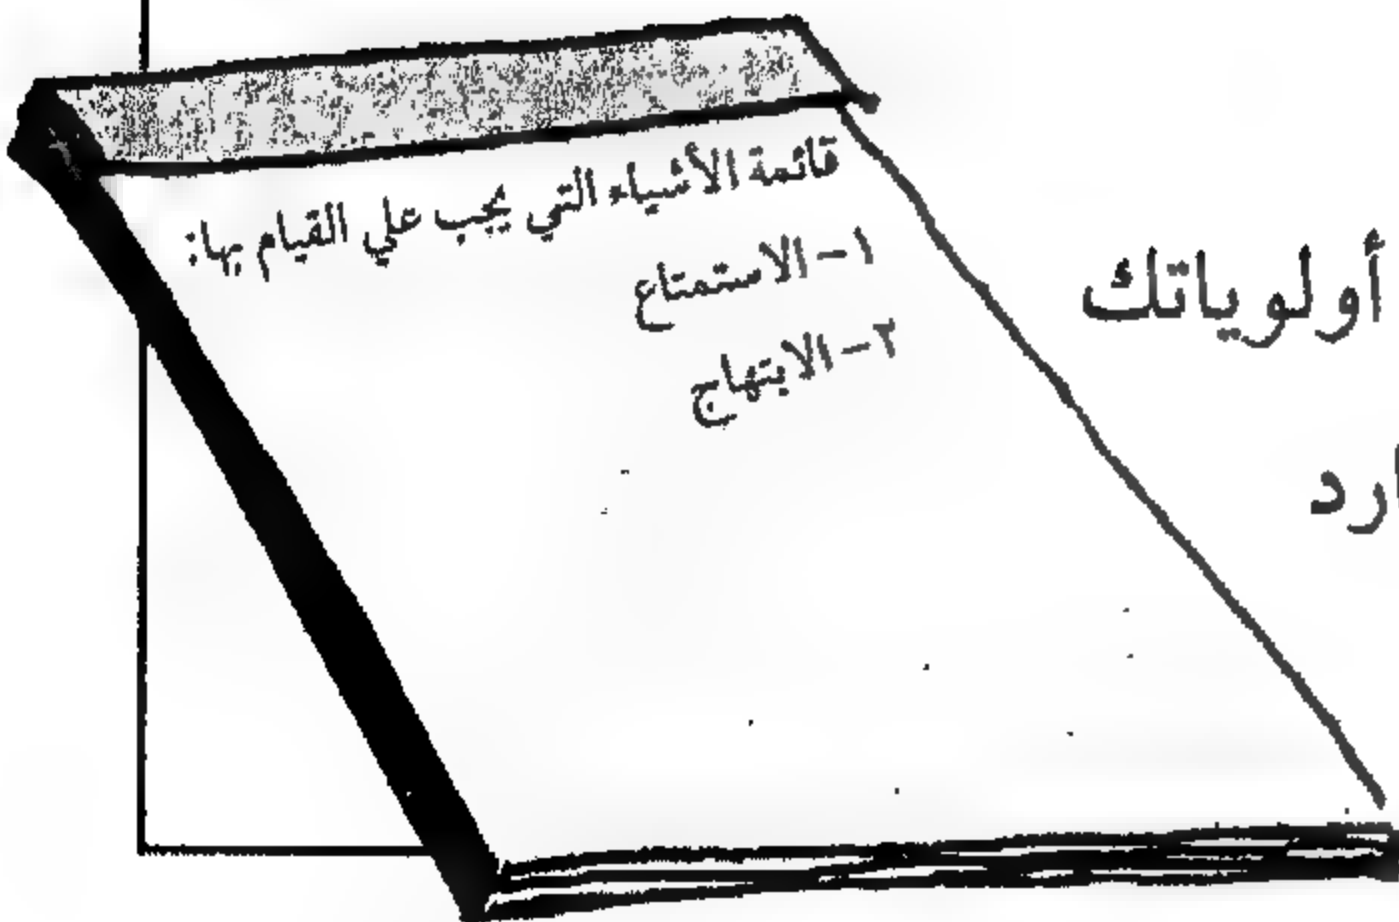 قائمة الأشياء التي يجب علي القيام بها:
١- الاستمتاع
٢- الابتهاج
أولوياتك